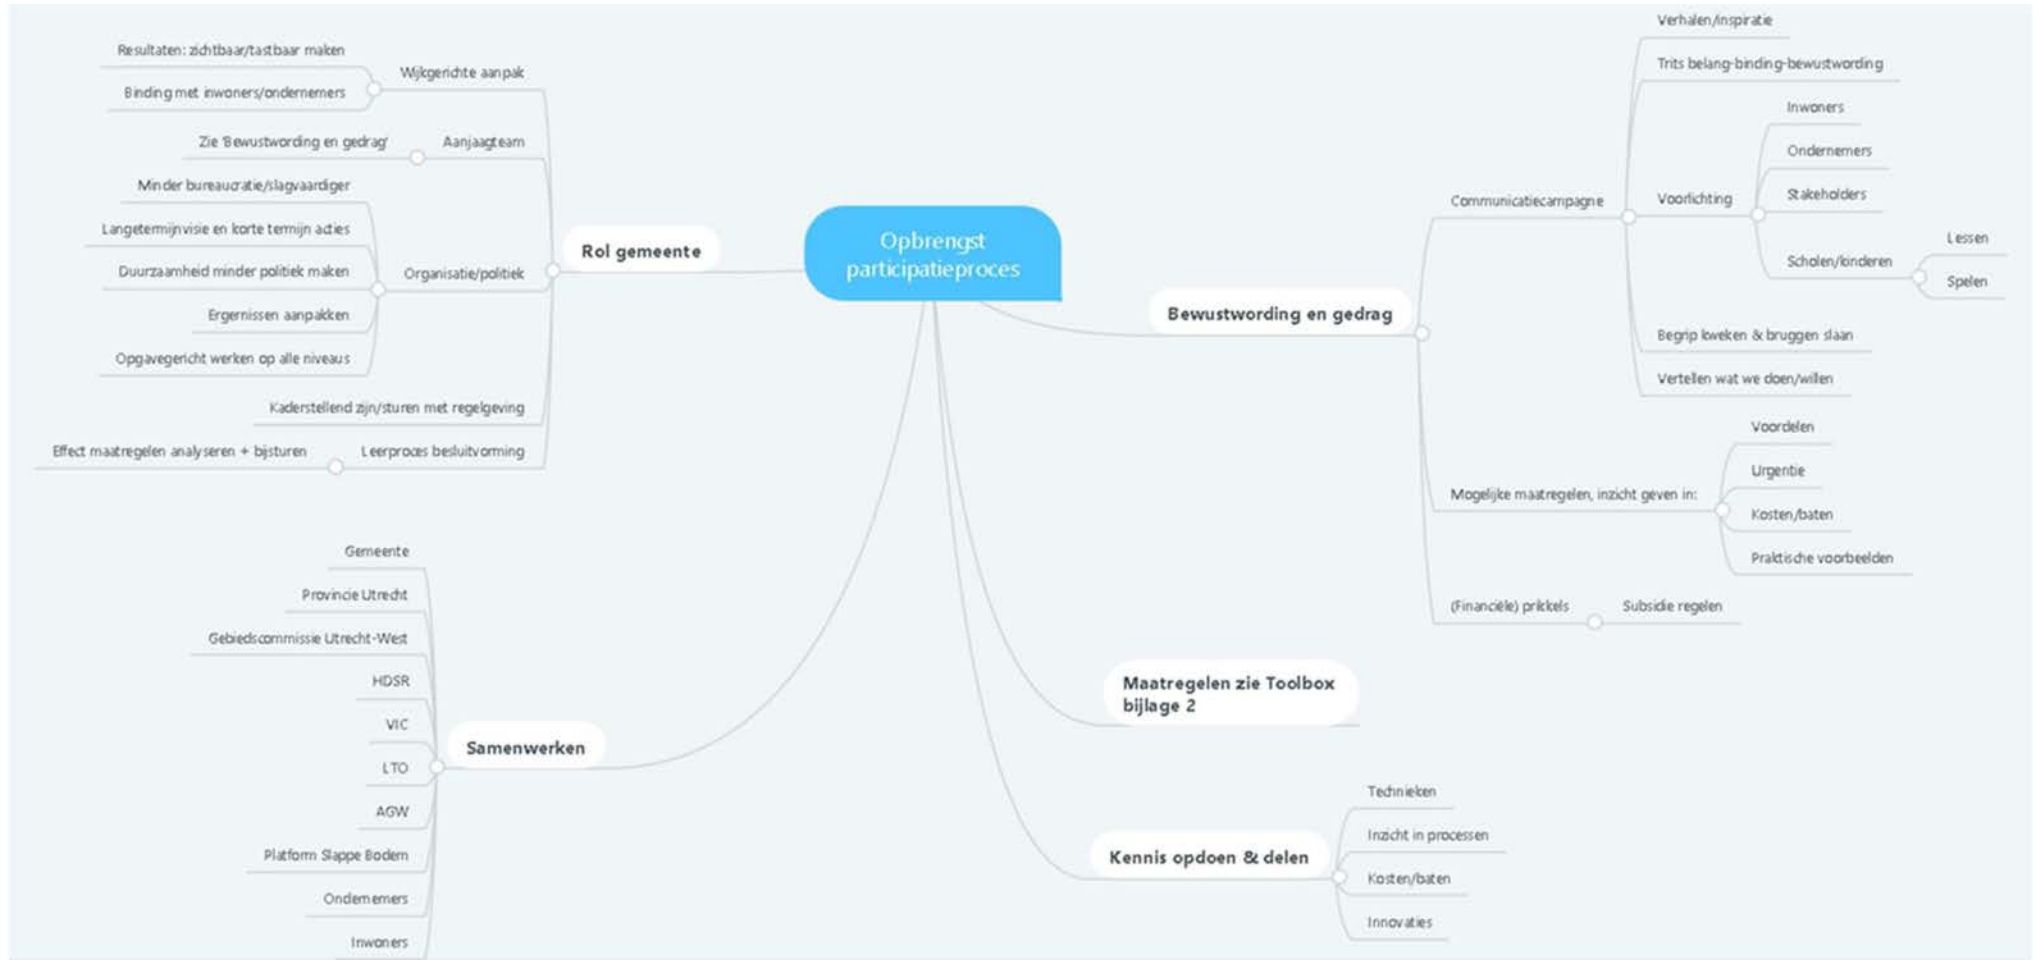 Opbrengst
participatieproces
Rol gemeente
Wijkgerichte aanpak
Resultaten: zichtbaar/tastbaar maken
Binding met inwoners/ondernemers
Aanjaagteam
Zie 'Bewustwording en gedrag'
Organisatie/politiek
Minder bureaucratie/slagvaardiger
Langetermijnvisie en korte termijn acties
Duurzaamheid minder politiek maken
Ergernissen aanpakken
Opgavegericht werken op alle niveaus
Kaderstellend zijn/sturen met regelgeving
Leerproces besluitvorming
Effect maatregelen analyseren + bijsturen
Samenwerken
Gemeente
Provincie Utrecht
Gebiedscommissie Utrecht-West
HDSR
VIC
LTO
AGW
Platform Slappe Bodem
Ondernemers
Inwoners
Bewustwording en gedrag
Communicatiecampagne
Verhalen/inspiratie
Trits belang-binding-bewustwording
Voorlichting
Inwoners
Ondernemers
Stakeholders
Scholen/kinderen
Lessen
Spelen
Begrip kweken & bruggen slaan
Vertellen wat we doen/willen
Mogelijke maatregelen, inzicht geven in:
Voordelen
Urgentie
Kosten/baten
Praktische voorbeelden
(Financiële) prikkels
Subsidie regelen
Maatregelen zie Toolbox
bijlage 2
Kennis opdoen & delen
Technieken
Inzicht in processen
Kosten/baten
Innovaties